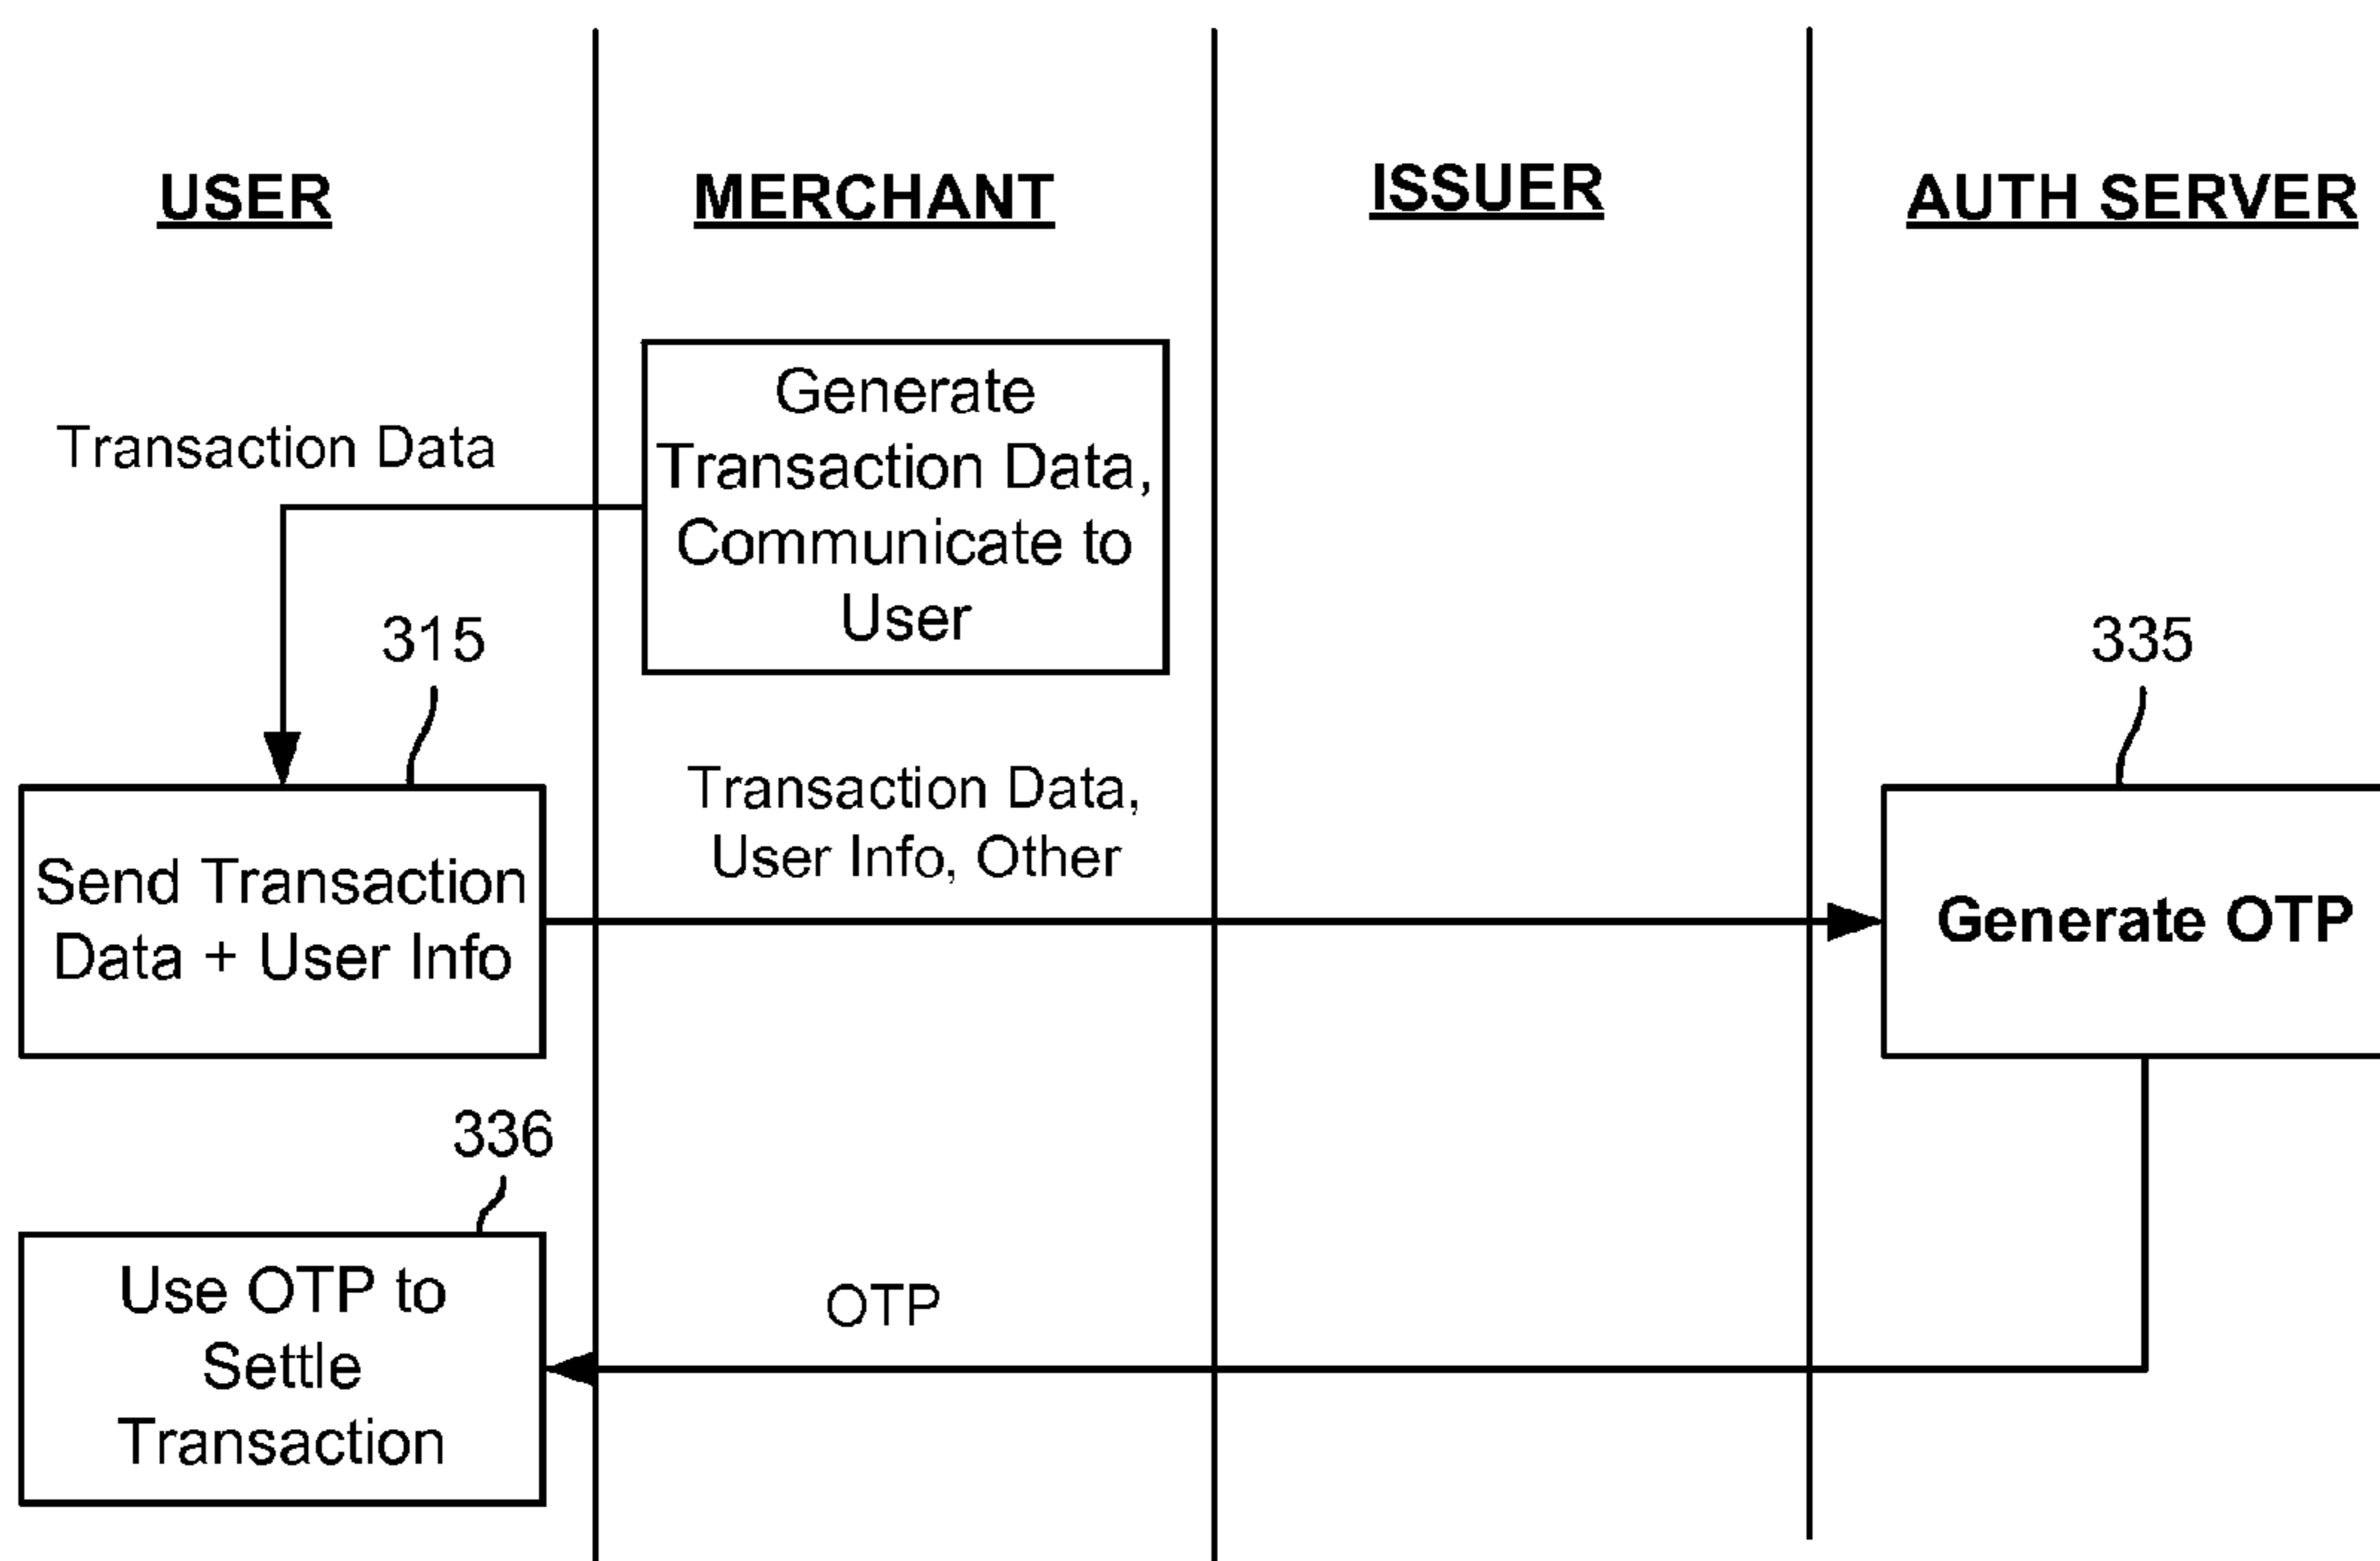 USER
MERCHANT
ISSUER
AUTH SERVER
Generate
Transaction Data,
Communicate to
User
Transaction Data
315
335
Transaction Data,
User Info, Other
Send Transaction
Data + User Info
Generate OTP
336
Use OTP to
Settle
Transaction
OTP